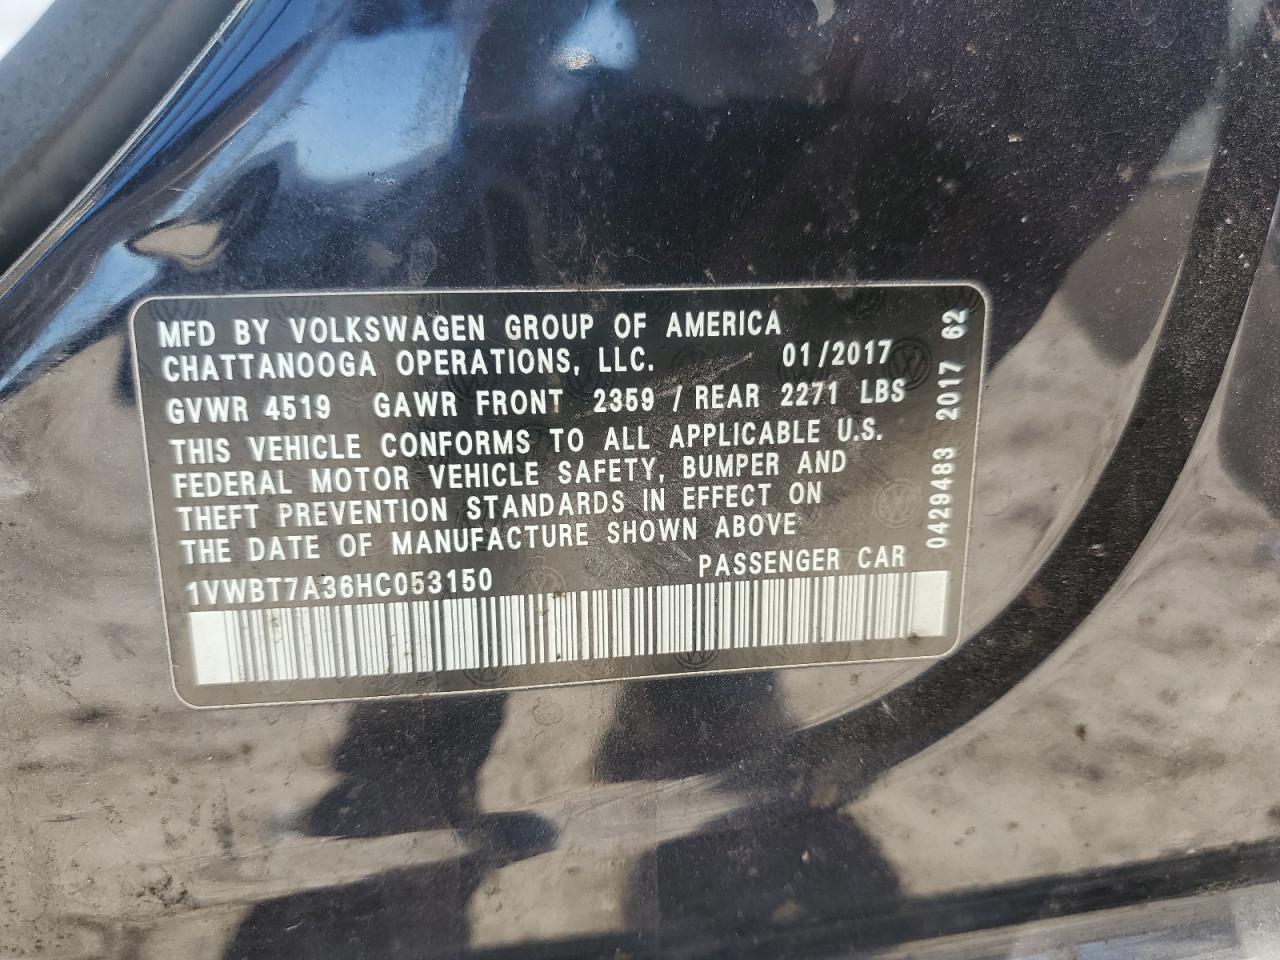 MFD BY VOLKSWAGEN GROUP OF AMERICA
CHATTANOOGA OPERATIONS, LLC. 01/2017
GVWR 4519 GAWR FRONT 2359 / REAR 2271 LBS
THIS VEHICLE CONFORMS TO ALL APPLICABLE U.S.
FEDERAL MOTOR VEHICLE SAFETY, BUMPER AND
THEFT PREVENTION STANDARDS IN EFFECT ON
THE DATE OF MANUFACTURE SHOWN ABOVE
1VWBT7A36HC053150 PASSENGER CAR
0429483 2017 62